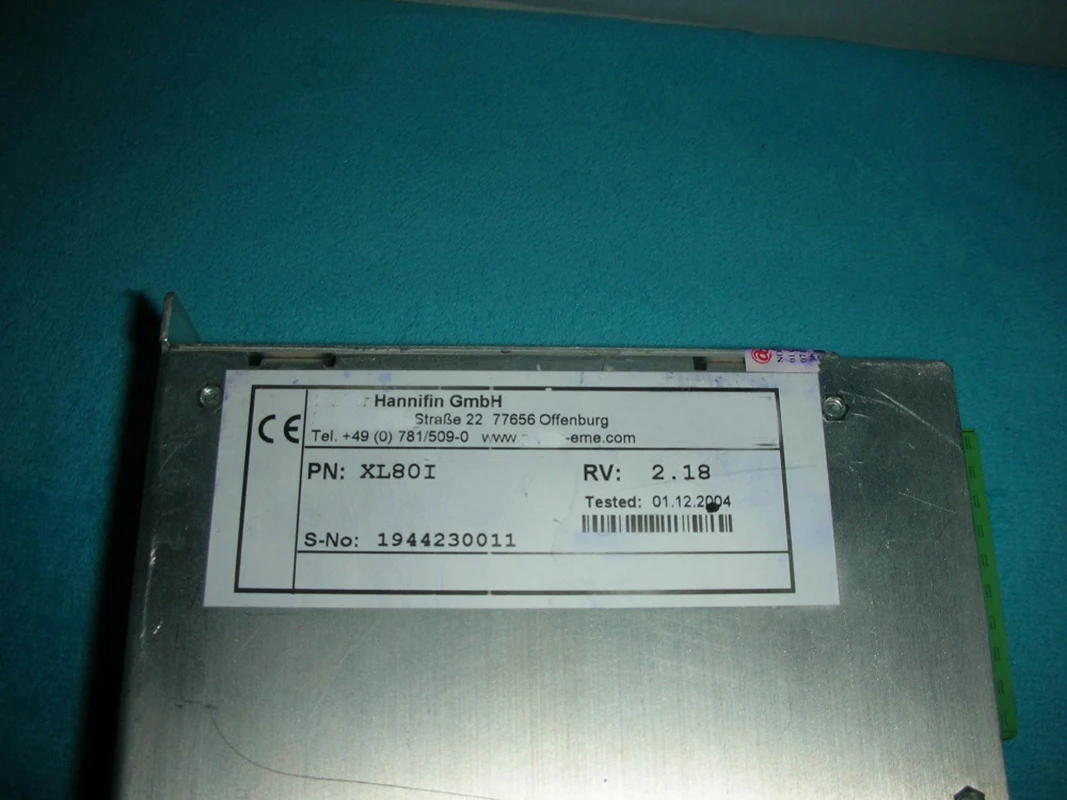 Hannifin GmbH
Straße 22 77656 Offenburg
CE
Tel. +49 (0) 781/509-0 www. -eme.com
PN: XL80I RV: 2.18
Tested: 01.12.2004
S-No: 1944230011